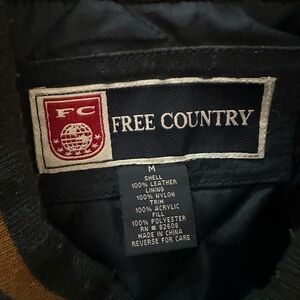 FC
FREE COUNTRY
M
SHELL
100% LEATHER
LINING
100% NYLON
TRIM
100% ACRYLIC
FILL
100% POLYESTER
RN # 82608
MADE IN CHINA
REVERSE FOR CARE